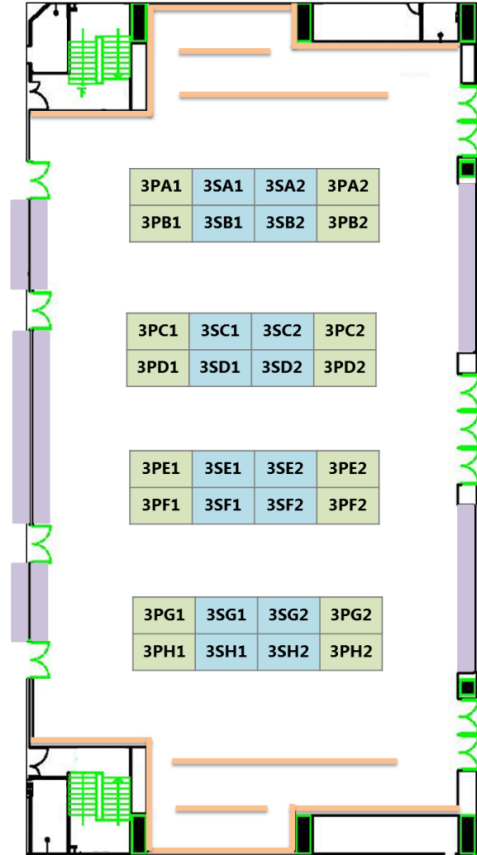 3PA1 3SA1 3SA2 3PA2
3PB1 3SB1 3SB2 3PB2
3PC1 3SC1 3SC2 3PC2
3PD1 3SD1 3SD2 3PD2
3PE1 3SE1 3SE2 3PE2
3PF1 3SF1 3SF2 3PF2
3PG1 3SG1 3SG2 3PG2
3PH1 3SH1 3SH2 3PH2